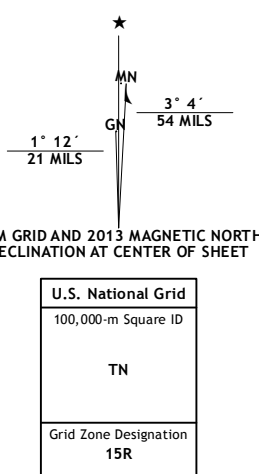 ★
MN
3° 4´
54 MILS
GN
1° 12´
21 MILS
M GRID AND 2013 MAGNETIC NORTH
ECLINATION AT CENTER OF SHEET
U.S. National Grid
100,000-m Square ID
TN
Grid Zone Designation
15R